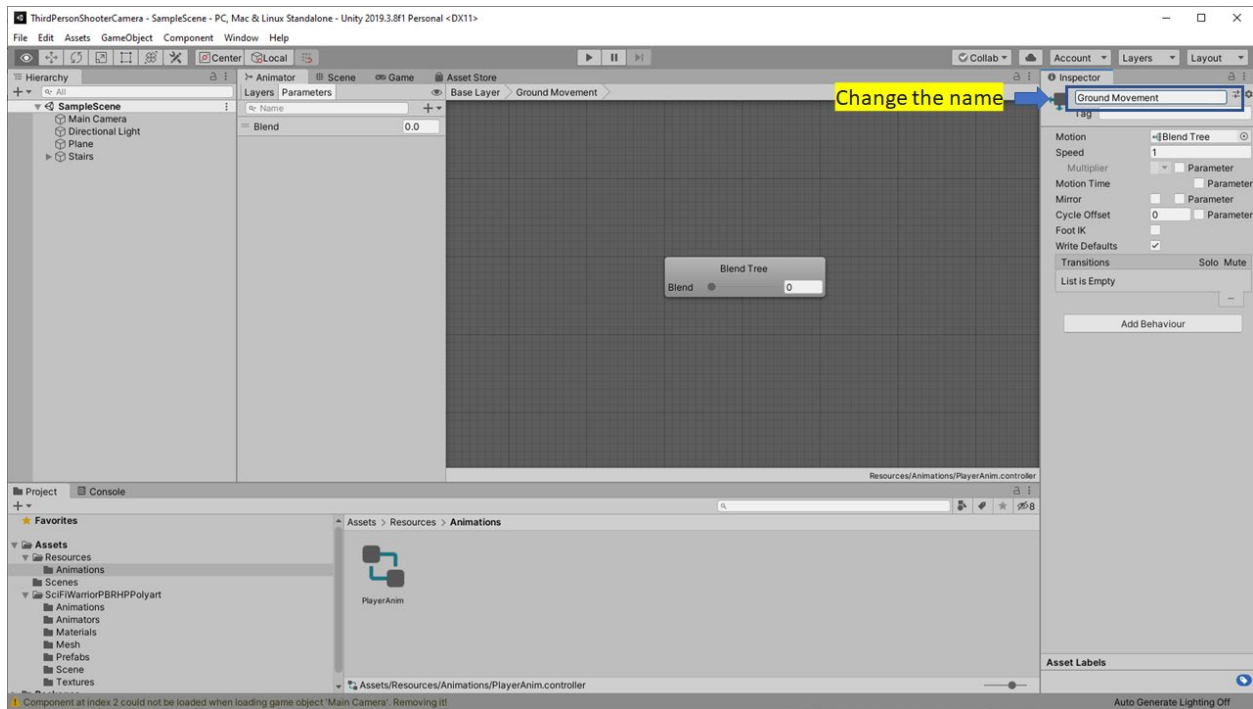 ThirdPersonShooterCamera - SampleScene - PC, Mac & Linux Standalone - Unity 2019.3.8f1 Personal <DX11>
File Edit Assets GameObject Component Window Help
Center Local Collab Account Layers Layout
Hierarchy
All
SampleScene
Main Camera
Directional Light
Plane
Stairs
Animator Scene Game Asset Store
Layers Parameters
Name
Blend 0.0
Base Layer Ground Movement
Change the name
Blend Tree
Blend 0
Resources/Animations/PlayerAnim.controller
Inspector
Ground Movement
Tag
Motion Blend Tree
Speed 1
Multiplier Parameter
Motion Time Parameter
Mirror Parameter
Cycle Offset 0 Parameter
Foot IK
Write Defaults
Transitions Solo Mute
List is Empty
Add Behaviour
Project Console
8
Favorites
Assets
Resources
Animations
Scenes
SciFiWarriorPBRHPPolyart
Animations
Animators
Materials
Mesh
Prefabs
Scene
Textures
Assets > Resources > Animations
PlayerAnim
Assets/Resources/Animations/PlayerAnim.controller
Asset Labels
Component at index 2 could not be loaded when loading game object 'Main Camera'. Removing it!
Auto Generate Lighting Off